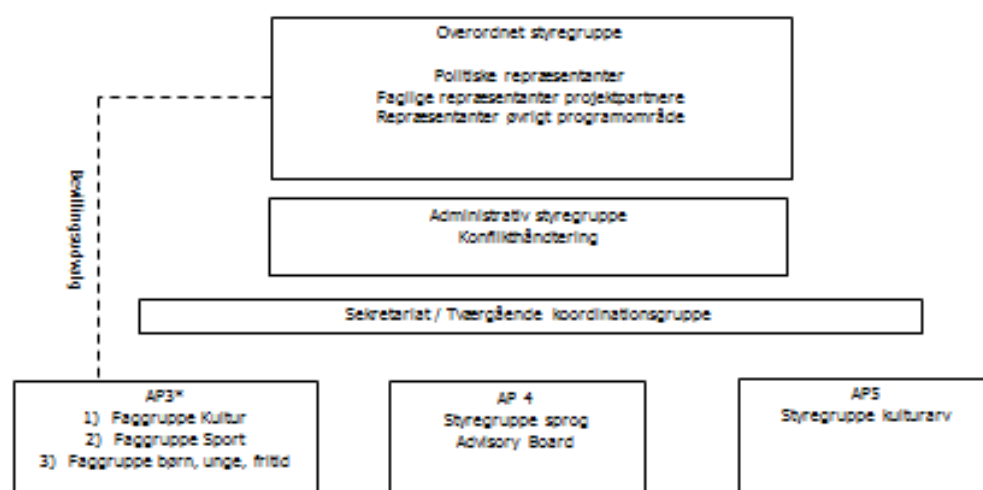 Overordnet styregruppe
Politiske repræsentanter
Faglige repræsentanter projektpartnere
Repræsentanter øvrigt programområde
Bewillingsudvalg
Administrativ styregruppe
Konflikthåndtering
Sekretariat / Tværgående koordinationsgruppe
AP3*
1) Faggruppe Kultur
2) Faggruppe Sport
3) Faggruppe børn, unge, fritid
AP 4
Styregruppe sprog
Advisory Board
AP5
Styregruppe kulturarv